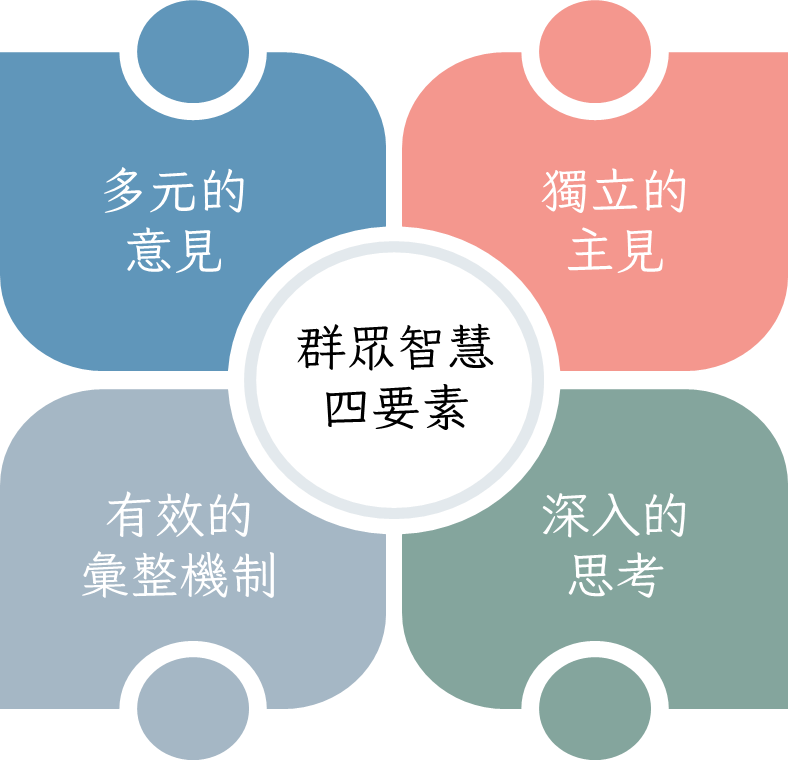 多元的
意見
獨立的
主見
群眾智慧
四要素
有效的
彙整機制
深入的
思考